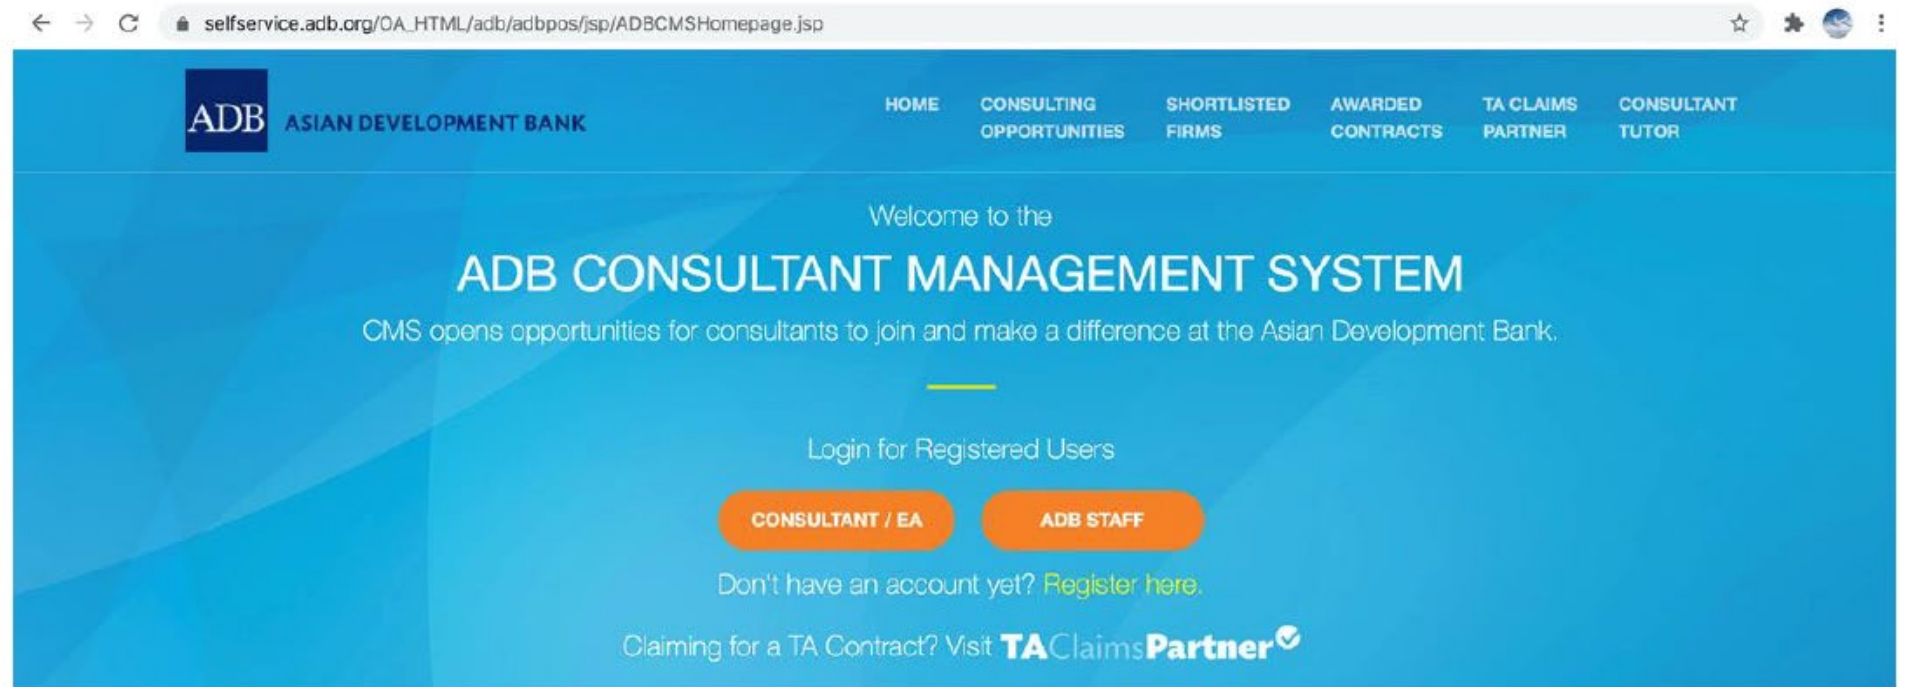 selfservice.adb.org/OA_HTML/adb/adbpos/jsp/ADBCMSHomepage.jsp
ADB ASIAN DEVELOPMENT BANK
HOME
CONSULTING
OPPORTUNITIES
SHORTLISTED
FIRMS
AWARDED
CONTRACTS
TA CLAIMS
PARTNER
CONSULTANT
TUTOR
Welcome to the
ADB CONSULTANT MANAGEMENT SYSTEM
CMS opens opportunities for consultants to join and make a difference at the Asian Development Bank.
Login for Registered Users
CONSULTANT / EA
ADB STAFF
Don't have an account yet? Register here.
Claiming for a TA Contract? Visit TAClaimsPartner